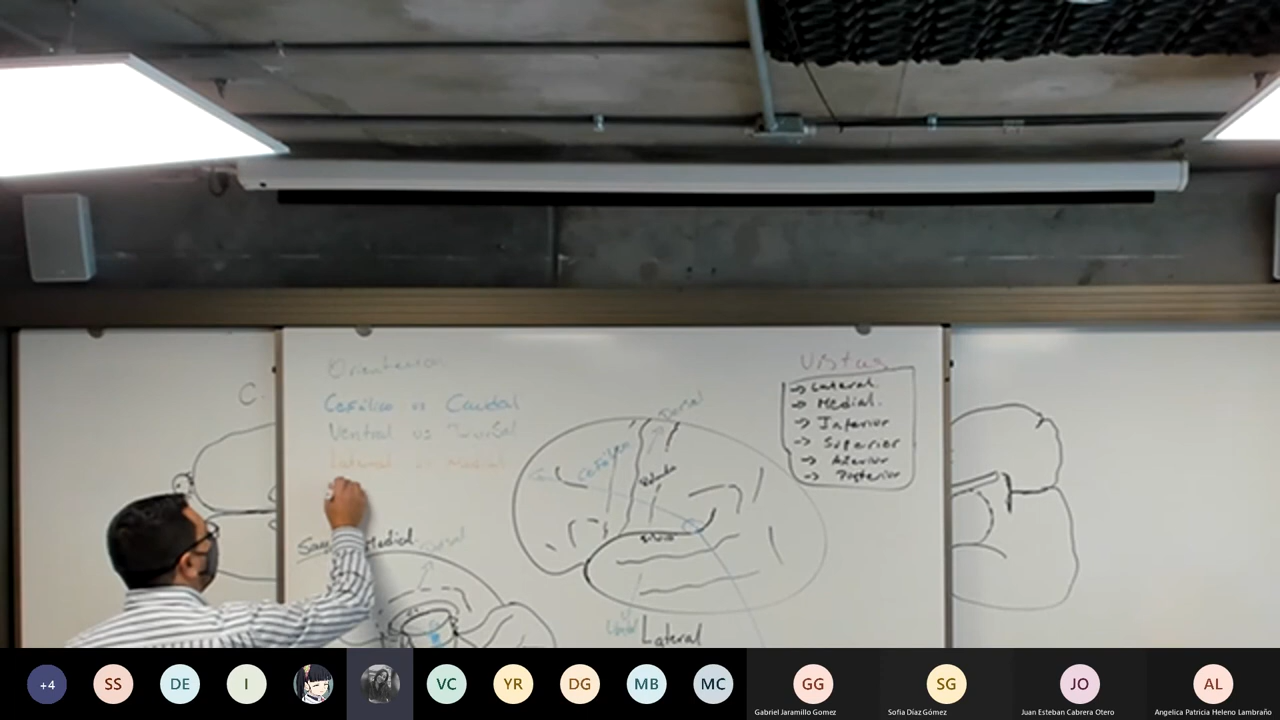 C
Orientación
Cefálico vs Caudal
Ventral vs Dorsal
Lateral vs Medial
Vistas
→ Lateral.
→ Medial.
→ Inferior
→ Superior
→ Anterior
→ Posterior
Dorsal
Cefálico
Rolando
silvio
Medial
Dorsal
Lateral
+4
SS
DE
I
VC
YR
DG
MB
MC
GG
SG
JO
AL
Gabriel Jaramillo Gomez
Sofia Díaz Gómez
Juan Esteban Cabrera Otero
Angelica Patricia Heleno Lambraño